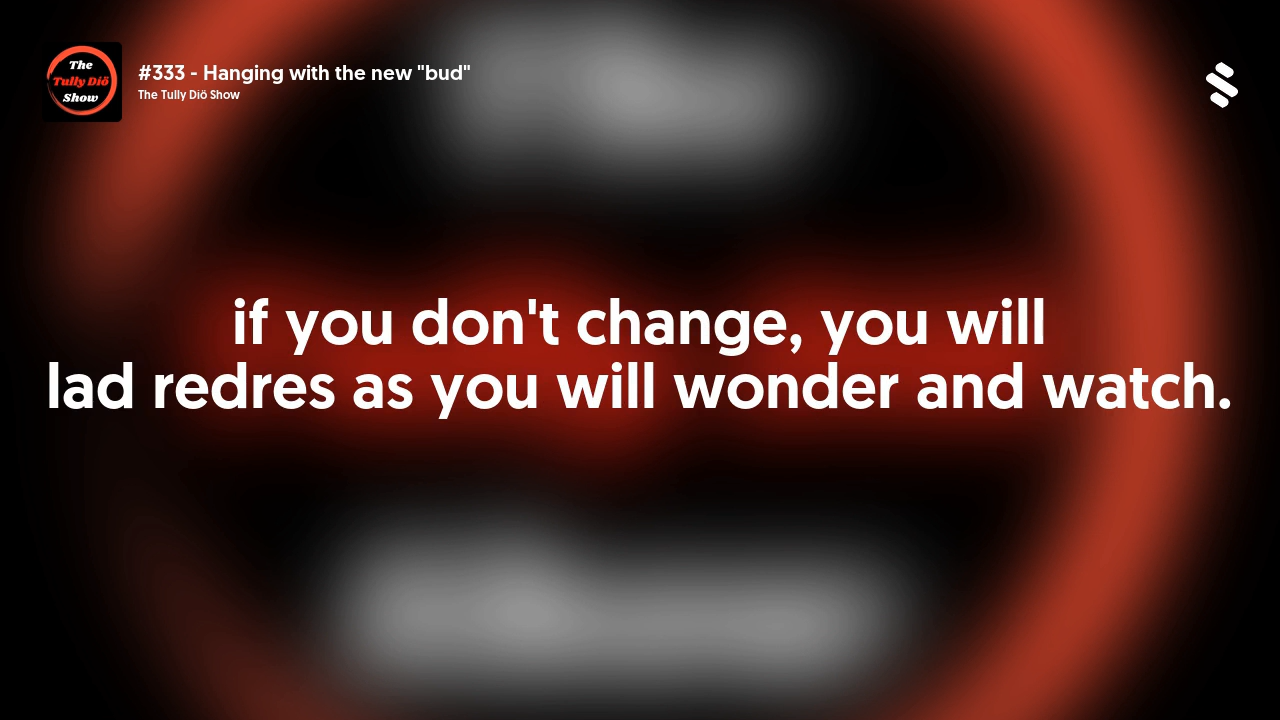 The
Tully Diö
Show
#333 - Hanging with the new "bud"
The Tully Diö Show
if you don't change, you will
lad redres as you will wonder and watch.